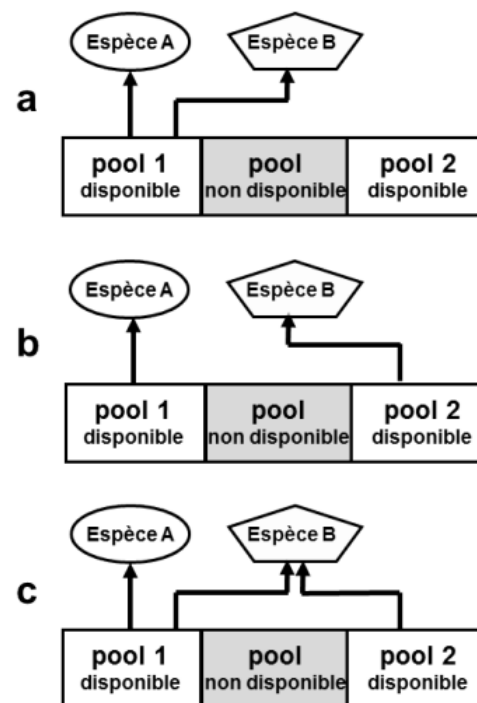 Espèce A
Espèce B
a
pool 1
disponible
pool
non disponible
pool 2
disponible
Espèce A
Espèce B
b
pool 1
disponible
pool
non disponible
pool 2
disponible
Espèce A
Espèce B
c
pool 1
disponible
pool
non disponible
pool 2
disponible